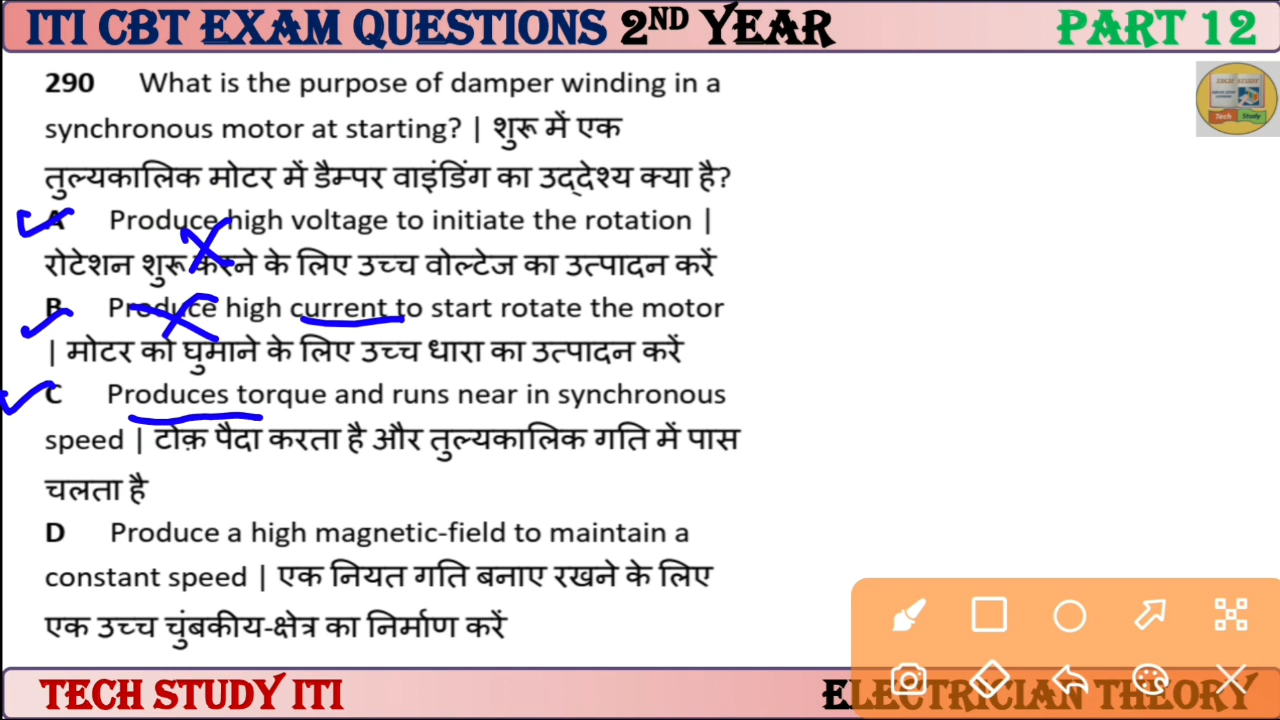 ITI CBT EXAM QUESTIONS 2ND YEAR PART 12
290 What is the purpose of damper winding in a
synchronous motor at starting? | शुरू में एक
तुल्यकालिक मोटर में डैम्पर वाइंडिंग का उद्देश्य क्या है?
A Produce high voltage to initiate the rotation |
रोटेशन शुरू करने के लिए उच्च वोल्टेज का उत्पादन करें
B Produce high current to start rotate the motor
| मोटर को घुमाने के लिए उच्च धारा का उत्पादन करें
C Produces torque and runs near in synchronous
speed | टोक़ पैदा करता है और तुल्यकालिक गति में पास
चलता है
D Produce a high magnetic-field to maintain a
constant speed | एक नियत गति बनाए रखने के लिए
एक उच्च चुंबकीय-क्षेत्र का निर्माण करें
TECH STUDY
Tech Study
TECH STUDY ITI ELECTRICIAN THEORY